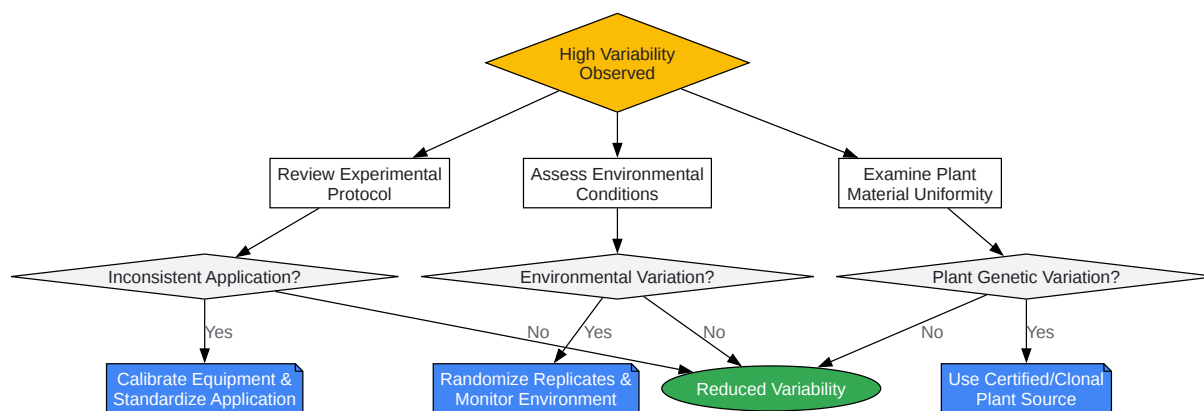 High Variability
Observed
Review Experimental
Protocol
Assess Environmental
Conditions
Examine Plant
Material Uniformity
Inconsistent Application?
Environmental Variation?
Plant Genetic Variation?
Yes
No
Yes
No
No
Yes
Calibrate Equipment &
Standardize Application
Randomize Replicates &
Monitor Environment
Reduced Variability
Use Certified/Clonal
Plant Source